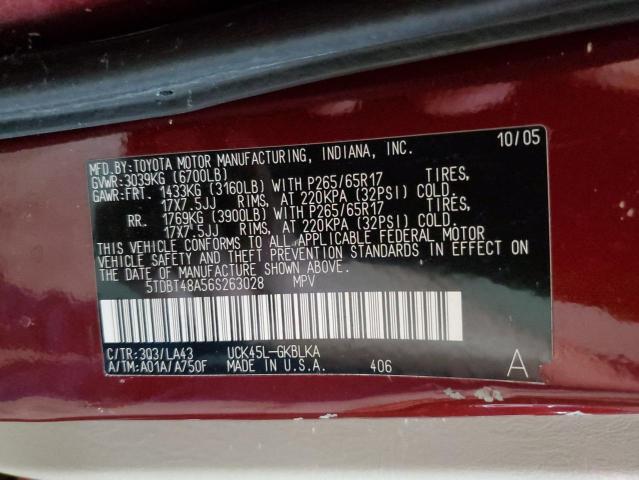 10/05
MFD.BY:TOYOTA MOTOR MANUFACTURING, INDIANA, INC.
GVWR:3039KG (6700LB)
GAWR:FRT. 1433KG (3160LB) WITH P265/65R17 TIRES,
17X7.5JJ RIMS, AT 220KPA (32PSI) COLD.
RR. 1769KG (3900LB) WITH P265/65R17 TIRES,
17X7.5JJ RIMS, AT 220KPA (32PSI) COLD.
THIS VEHICLE CONFORMS TO ALL APPLICABLE FEDERAL MOTOR
VEHICLE SAFETY AND THEFT PREVENTION STANDARDS IN EFFECT ON
THE DATE OF MANUFACTURE SHOWN ABOVE.
5TDBT48A56S263028 MPV
C/TR:3Q3/LA43 UCK45L-GKBLKA
A/TM:A01A/A750F MADE IN U.S.A. 406 A